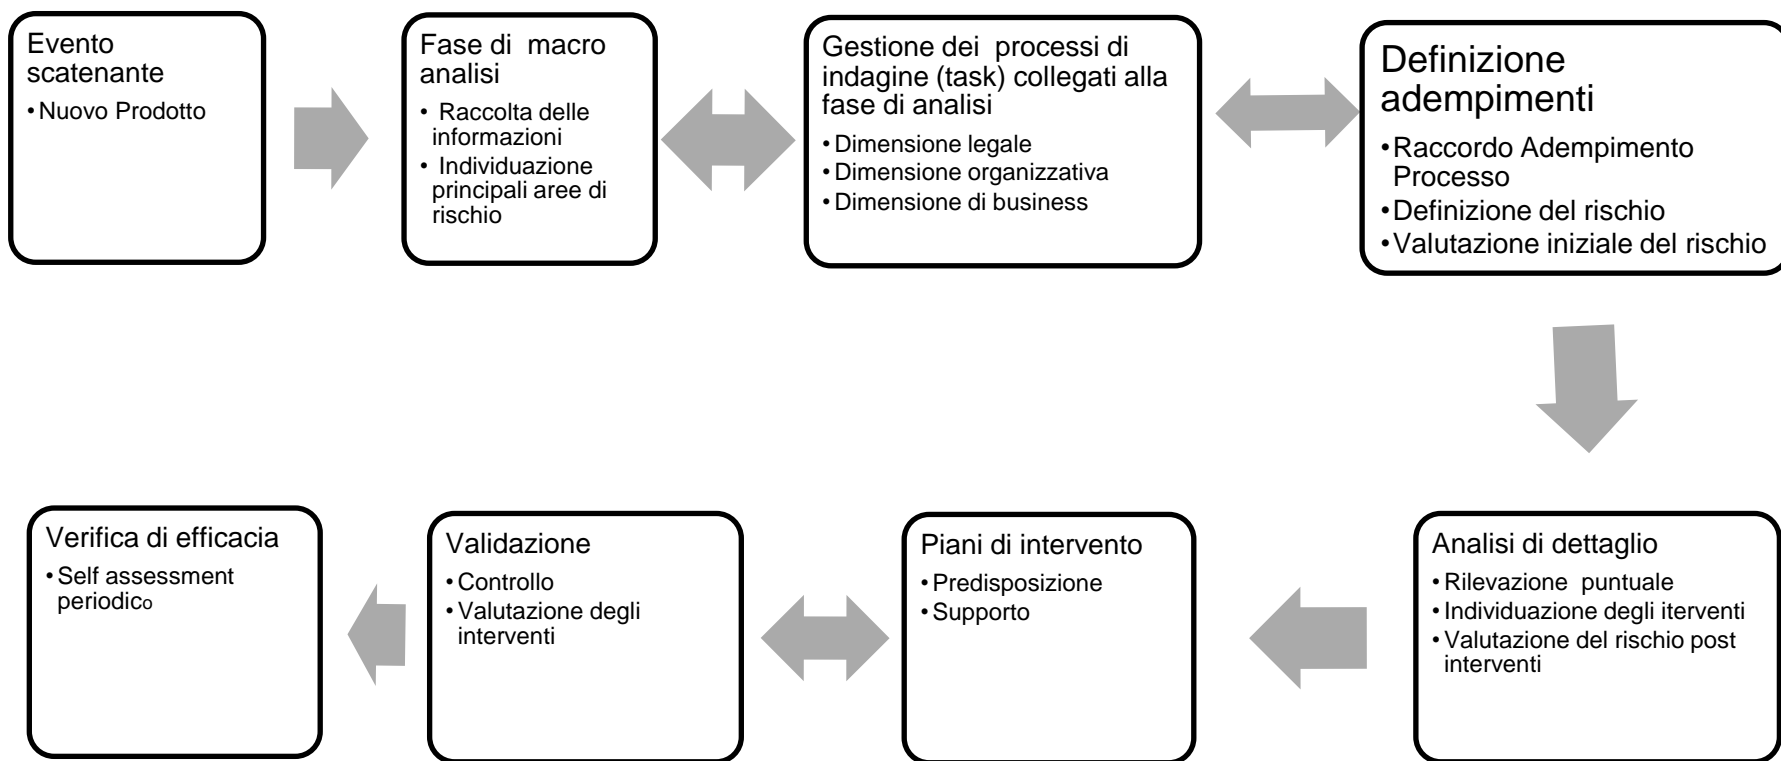 Evento
scatenante
• Nuovo Prodotto
Fase di macro
analisi
• Raccolta delle
informazioni
• Individuazione
principali aree di
rischio
Gestione dei processi di
indagine (task) collegati alla
fase di analisi
• Dimensione legale
• Dimensione organizzativa
• Dimensione di business
Definizione
adempimenti
• Raccordo Adempimento
Processo
• Definizione del rischio
• Valutazione iniziale del rischio
Verifica di efficacia
• Self assessment
periodico
Validazione
• Controllo
• Valutazione degli
interventi
Piani di intervento
• Predisposizione
• Supporto
Analisi di dettaglio
• Rilevazione puntuale
• Individuazione degli iterventi
• Valutazione del rischio post
interventi